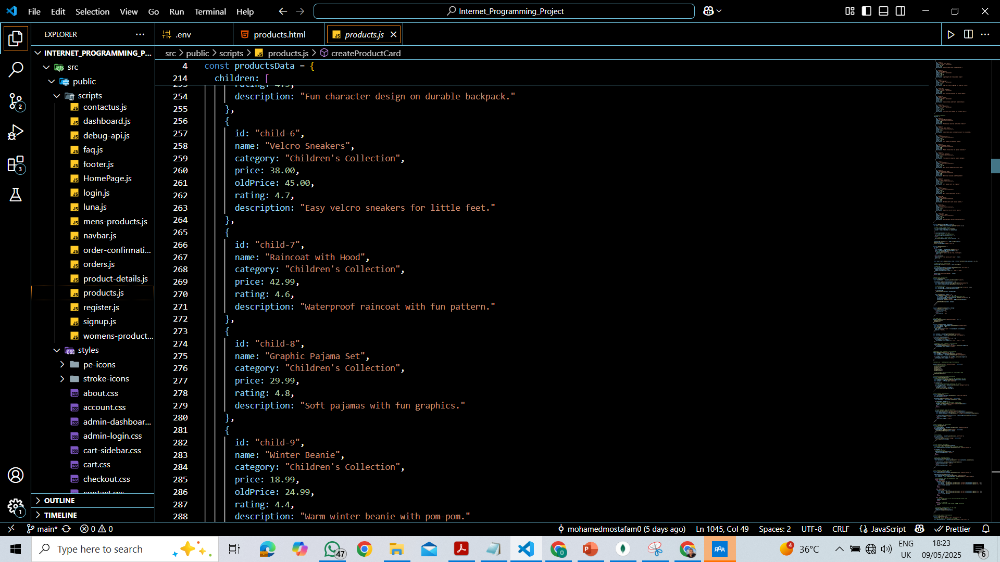 File Edit Selection View Go Run Terminal Help
Internet_Programming_Project
EXPLORER
.env
products.html
products.js
INTERNET_PROGRAMMING_P...
src
public
scripts
contactus.js
dashboard.js
debug-api.js
faq.js
footer.js
HomePage.js
login.js
luna.js
mens-products.js
navbar.js
order-confirmati...
orders.js
product-details.js
products.js
register.js
signup.js
womens-product...
styles
pe-icons
stroke-icons
about.css
account.css
admin-dashboar...
admin-login.css
cart-sidebar.css
cart.css
checkout.css
contact.css
OUTLINE
TIMELINE
2
3
1
src > public > scripts > products.js > createProductCard
4 const productsData = {
214 children: [
254 description: "Fun character design on durable backpack."
255 },
256 {
257 id: "child-6",
258 name: "Velcro Sneakers",
259 category: "Children's Collection",
260 price: 38.00,
261 oldPrice: 45.00,
262 rating: 4.7,
263 description: "Easy velcro sneakers for little feet."
264 },
265 {
266 id: "child-7",
267 name: "Raincoat with Hood",
268 category: "Children's Collection",
269 price: 42.99,
270 rating: 4.6,
271 description: "Waterproof raincoat with fun pattern."
272 },
273 {
274 id: "child-8",
275 name: "Graphic Pajama Set",
276 category: "Children's Collection",
277 price: 29.99,
278 rating: 4.8,
279 description: "Soft pajamas with fun graphics."
280 },
281 {
282 id: "child-9",
283 name: "Winter Beanie",
284 category: "Children's Collection",
285 price: 18.99,
286 oldPrice: 24.99,
287 rating: 4.4,
288 description: "Warm winter beanie with pom-pom."
main* 0 0
mohamedmostafam0 (5 days ago) Ln 1045, Col 49 Spaces: 2 UTF-8 CRLF {} JavaScript Prettier
Type here to search
47
4
36°C
ENG
UK
18:23
09/05/2025
6